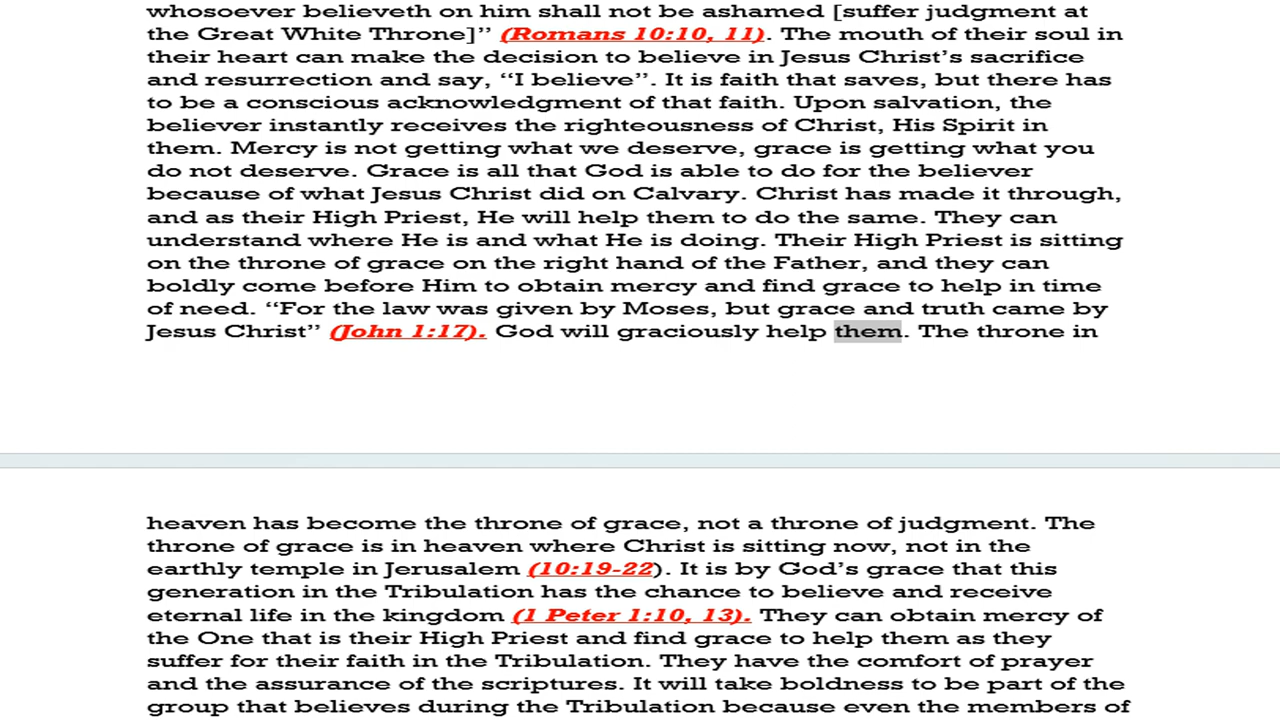 whosoever believeth on him shall not be ashamed [suffer judgment at
the Great White Throne]” (Romans 10:10, 11). The mouth of their soul in
their heart can make the decision to believe in Jesus Christ’s sacrifice
and resurrection and say, “I believe”. It is faith that saves, but there has
to be a conscious acknowledgment of that faith. Upon salvation, the
believer instantly receives the righteousness of Christ, His Spirit in
them. Mercy is not getting what we deserve, grace is getting what you
do not deserve. Grace is all that God is able to do for the believer
because of what Jesus Christ did on Calvary. Christ has made it through,
and as their High Priest, He will help them to do the same. They can
understand where He is and what He is doing. Their High Priest is sitting
on the throne of grace on the right hand of the Father, and they can
boldly come before Him to obtain mercy and find grace to help in time
of need. “For the law was given by Moses, but grace and truth came by
Jesus Christ” (John 1:17). God will graciously help them. The throne in
heaven has become the throne of grace, not a throne of judgment. The
throne of grace is in heaven where Christ is sitting now, not in the
earthly temple in Jerusalem (10:19-22). It is by God’s grace that this
generation in the Tribulation has the chance to believe and receive
eternal life in the kingdom (1 Peter 1:10, 13). They can obtain mercy of
the One that is their High Priest and find grace to help them as they
suffer for their faith in the Tribulation. They have the comfort of prayer
and the assurance of the scriptures. It will take boldness to be part of the
group that believes during the Tribulation because even the members of